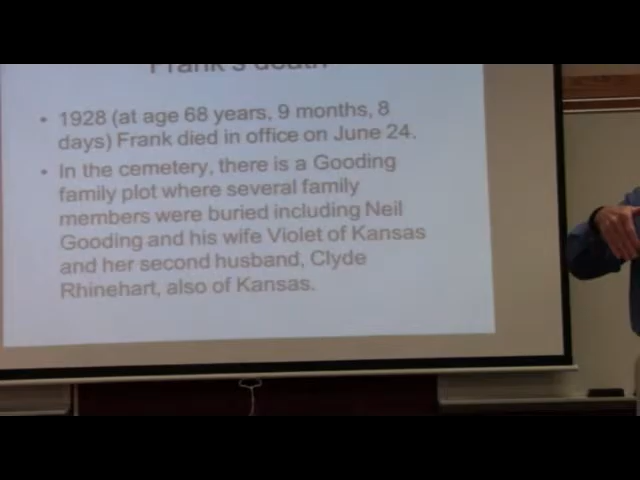 Frank's death
• 1928 (at age 68 years, 9 months, 8
days) Frank died in office on June 24.
• In the cemetery, there is a Gooding
family plot where several family
members were buried including Neil
Gooding and his wife Violet of Kansas
and her second husband, Clyde
Rhinehart, also of Kansas.